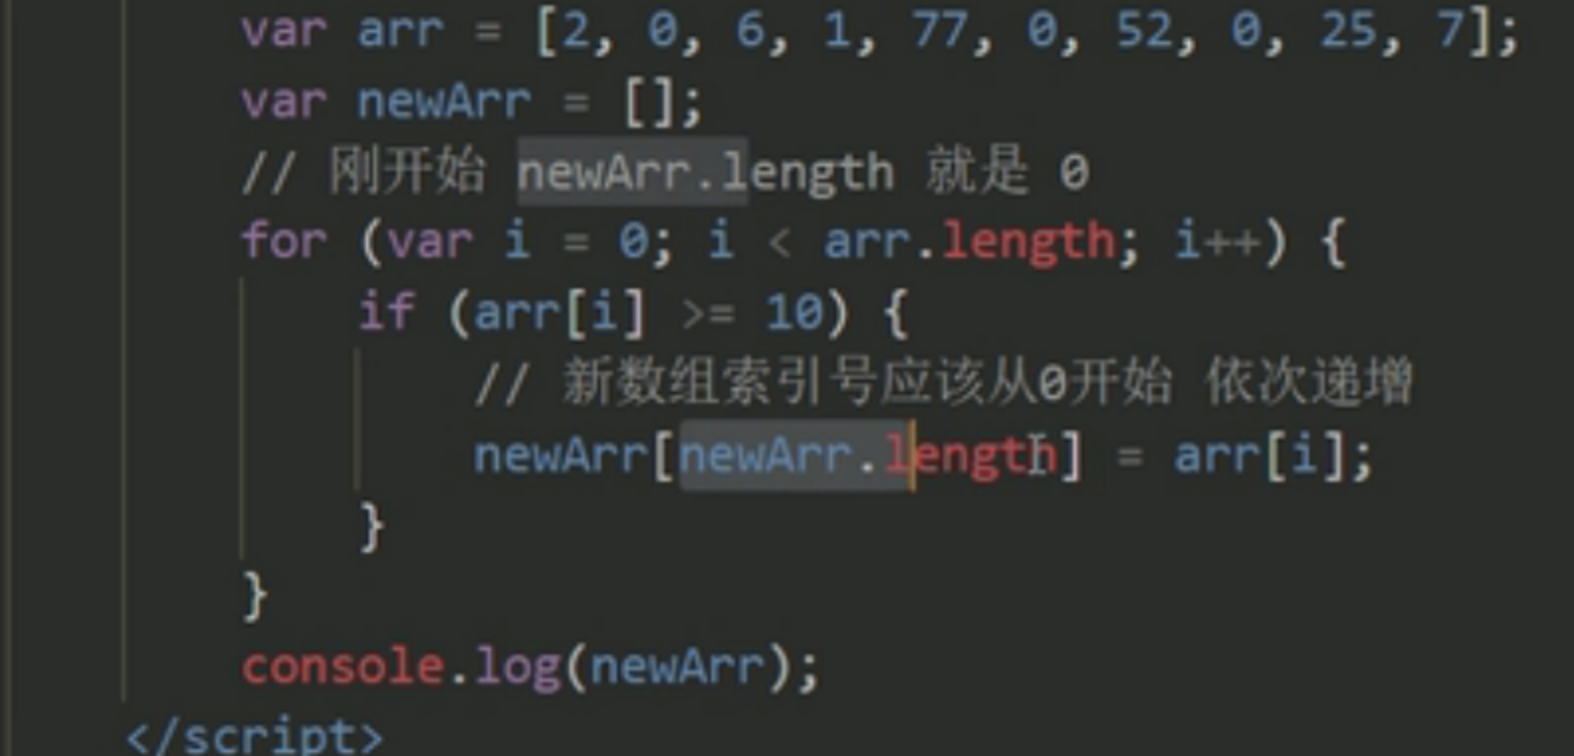 var arr = [2, 0, 6, 1, 77, 0, 52, 0, 25, 7];
var newArr = [];
// 刚开始 newArr.length 就是 0
for (var i = 0; i < arr.length; i++) {
if (arr[i] >= 10) {
// 新数组索引号应该从0开始 依次递增
newArr[newArr.length] = arr[i];
}
}
console.log(newArr);
</script>